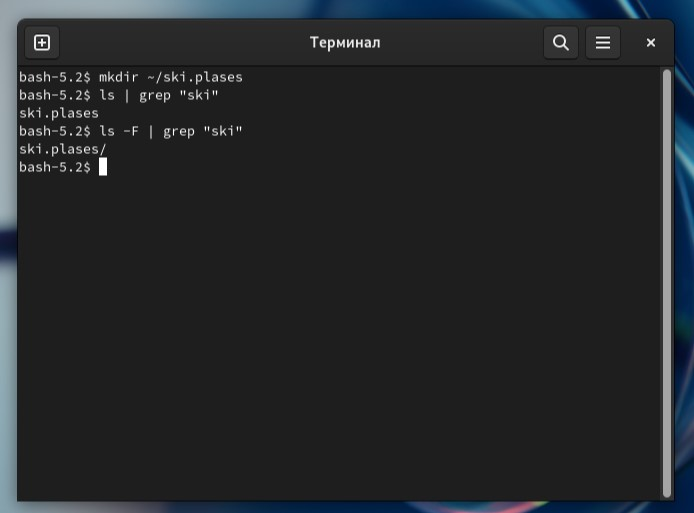 Терминал
bash-5.2$ mkdir ~/ski.plases
bash-5.2$ ls | grep "ski"
ski.plases
bash-5.2$ ls -F | grep "ski"
ski.plases/
bash-5.2$